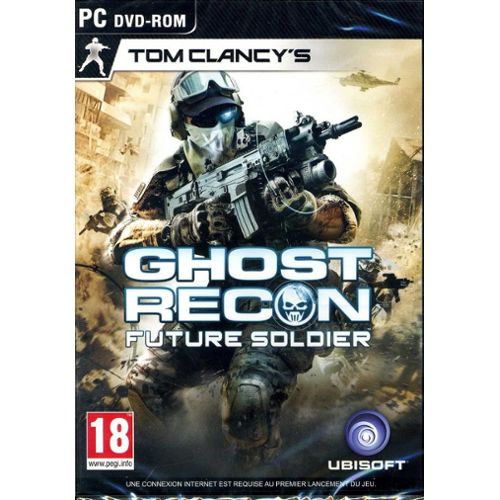 PC DVD-ROM
TOM CLANCY'S
GHOST
RECON
FUTURE SOLDIER
18
www.pegi.info
UBISOFT
UNE CONNEXION INTERNET EST REQUISE AU PREMIER LANCEMENT DU JEU.